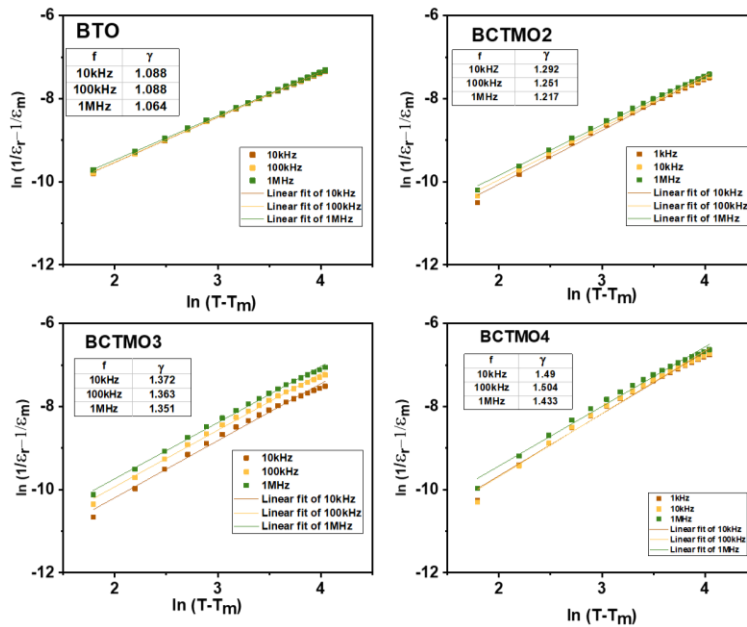 BTO
f γ
10kHz 1.088
100kHz 1.088
1MHz 1.064
10kHz
100kHz
1MHz
Linear fit of 10kHz
Linear fit of 100kHz
Linear fit of 1MHz
-6
-8
-10
-12
2 3 4
ln (1/εr-1/εm)
ln (T-Tm)
BCTMO2
f γ
10kHZ 1.292
100kHz 1.251
1MHz 1.217
1kHz
10kHz
1MHz
Linear fit of 10kHz
Linear fit of 100kHz
Linear fit of 1MHz
-6
-8
-10
-12
2 3 4
ln (1/εr-1/εm)
ln (T-Tm)
BCTMO3
f γ
10kHz 1.372
100kHz 1.363
1MHz 1.351
10kHz
100kHz
1MHz
Linear fit of 10kHz
Linear fit of 100kHz
Linear fit of 1MHz
-6
-8
-10
-12
2 3 4
ln (1/εr-1/εm)
ln (T-Tm)
BCTMO4
f γ
10kHz 1.49
100kHz 1.504
1MHz 1.433
1kHz
10kHz
1MHz
Linear fit of 10kHz
Linear fit of 100kHz
Linear fit of 1MHz
-6
-8
-10
-12
2 3 4
ln (1/εr-1/εm)
ln (T-Tm)